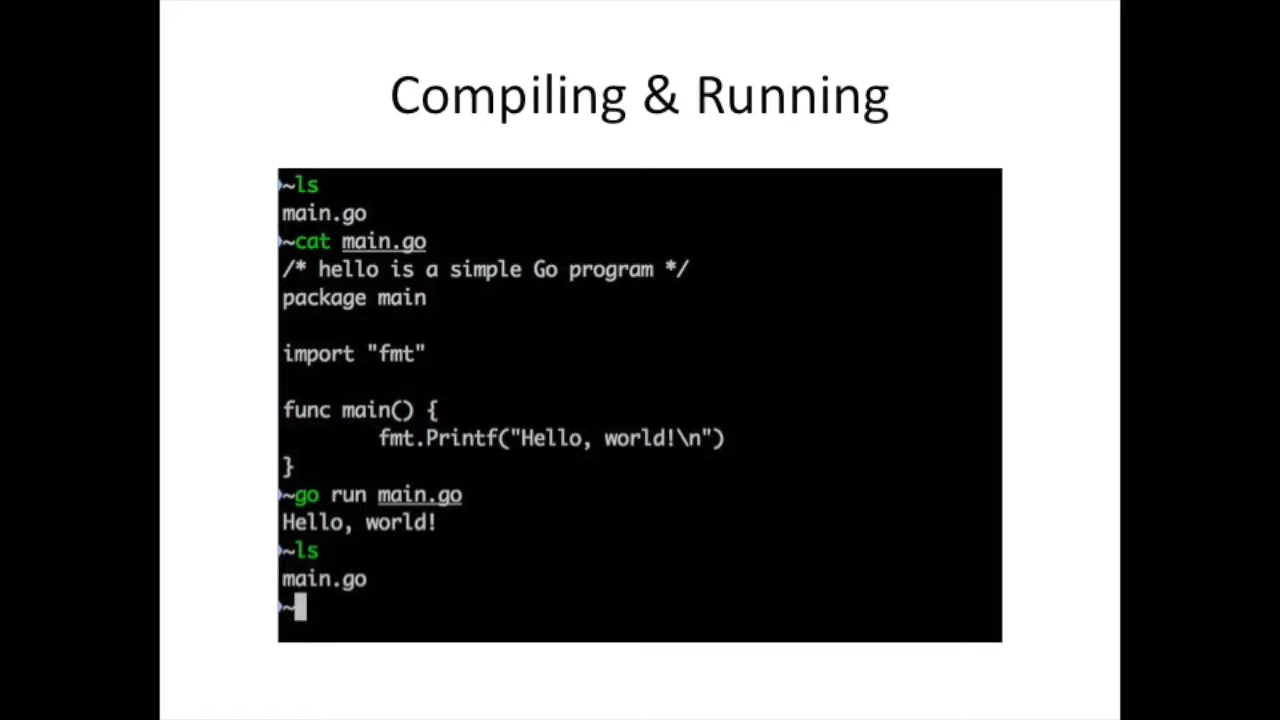 Compiling & Running
~ls
main.go
~cat main.go
/* hello is a simple Go program */
package main
import "fmt"
func main() {
fmt.Printf("Hello, world!\n")
}
~go run main.go
Hello, world!
~ls
main.go
~